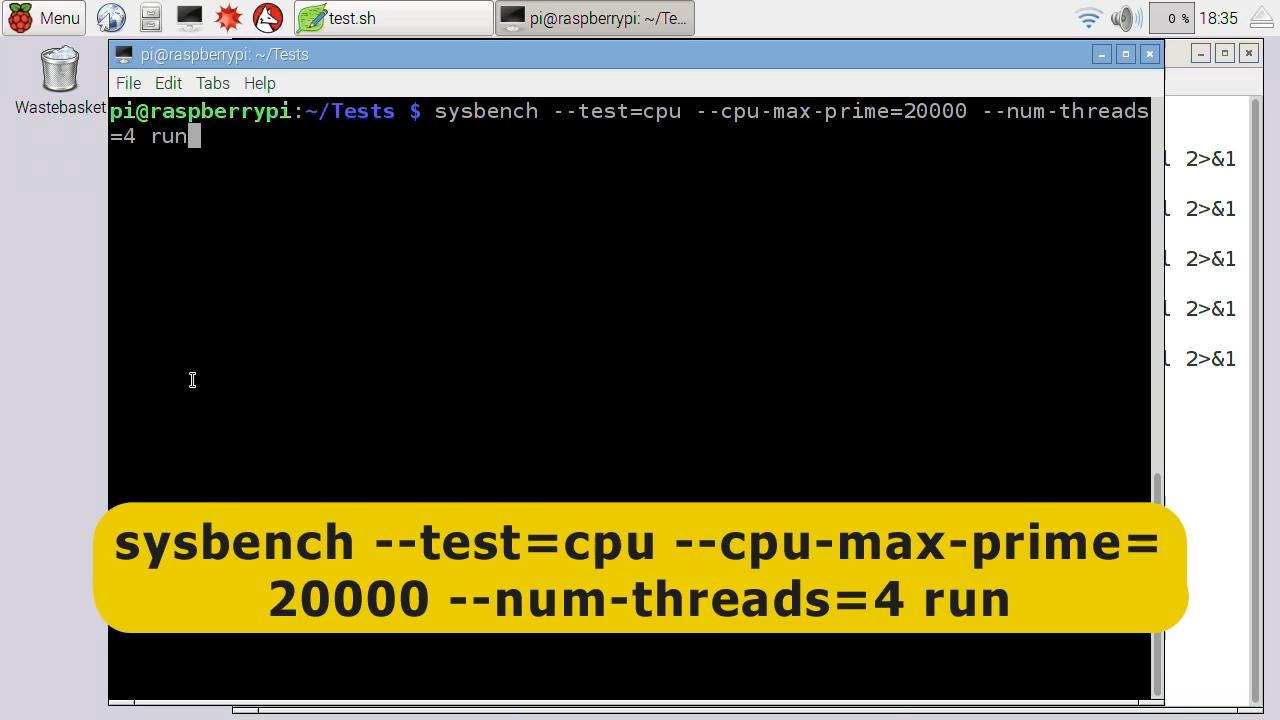 Menu
test.sh
pi@raspberrypi: ~/Te...
0 %
18:35
Wastebasket
pi@raspberrypi: ~/Tests
File Edit Tabs Help
pi@raspberrypi:~/Tests $ sysbench --test=cpu --cpu-max-prime=20000 --num-threads
=4 run
2>&1
2>&1
2>&1
2>&1
2>&1
sysbench --test=cpu --cpu-max-prime=
20000 --num-threads=4 run